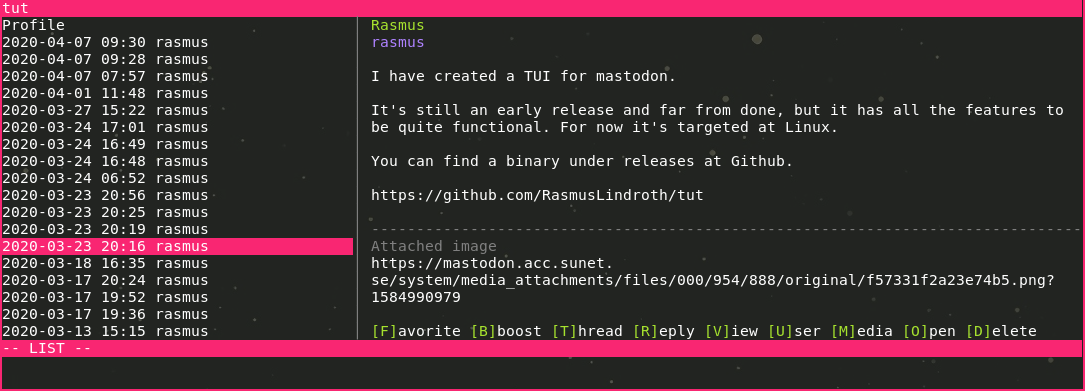 tut
Profile
2020-04-07 09:30 rasmus
2020-04-07 09:28 rasmus
2020-04-07 07:57 rasmus
2020-04-01 11:48 rasmus
2020-03-27 15:22 rasmus
2020-03-24 17:01 rasmus
2020-03-24 16:49 rasmus
2020-03-24 16:48 rasmus
2020-03-24 06:52 rasmus
2020-03-23 20:56 rasmus
2020-03-23 20:25 rasmus
2020-03-23 20:19 rasmus
2020-03-23 20:16 rasmus
2020-03-18 16:35 rasmus
2020-03-17 20:24 rasmus
2020-03-17 19:52 rasmus
2020-03-17 19:36 rasmus
2020-03-13 15:15 rasmus
Rasmus
rasmus
I have created a TUI for mastodon.
It's still an early release and far from done, but it has all the features to
be quite functional. For now it's targeted at Linux.
You can find a binary under releases at Github.
https://github.com/RasmusLindroth/tut
--------------------------------------------------------------------------------
Attached image
https://mastodon.acc.sunet.
se/system/media_attachments/files/000/954/888/original/f57331f2a23e74b5.png?
1584990979
[F]avorite [B]boost [T]hread [R]eply [V]iew [U]ser [M]edia [O]pen [D]elete
-- LIST --